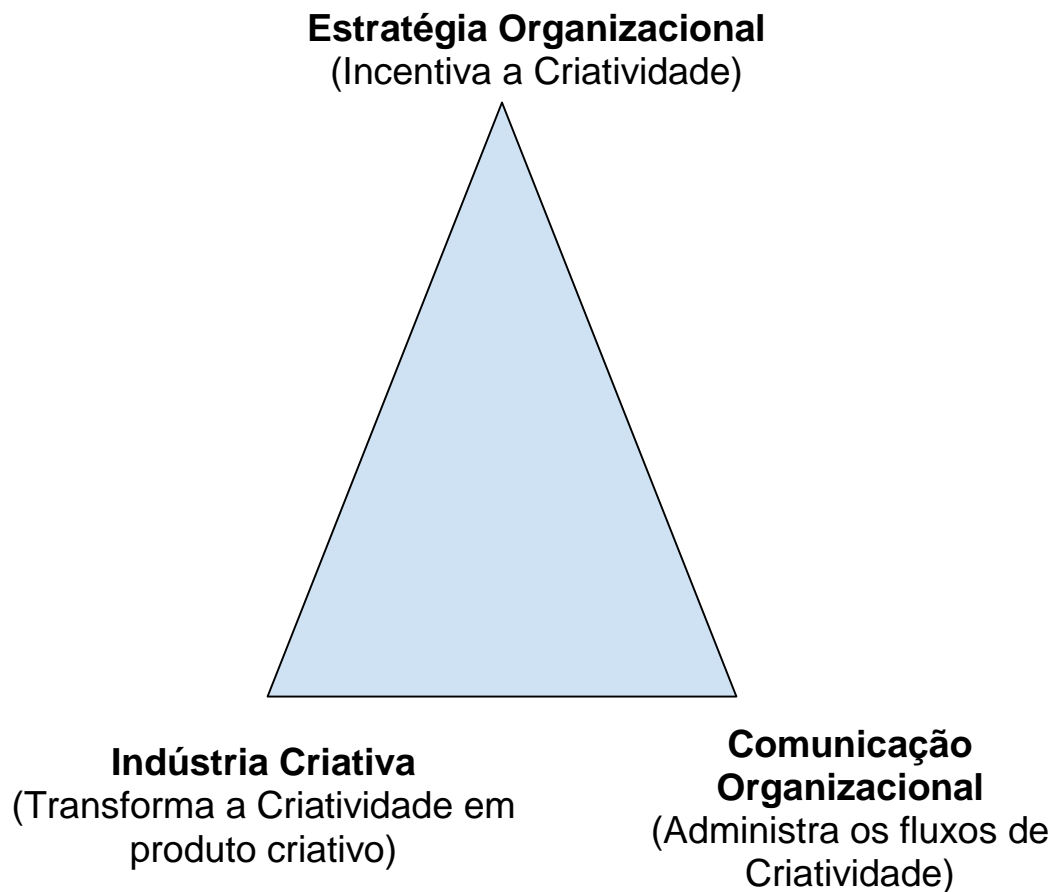 Estratégia Organizacional
(Incentiva a Criatividade)
Indústria Criativa
(Transforma a Criatividade em
produto criativo)
Comunicação
Organizacional
(Administra os fluxos de
Criatividade)